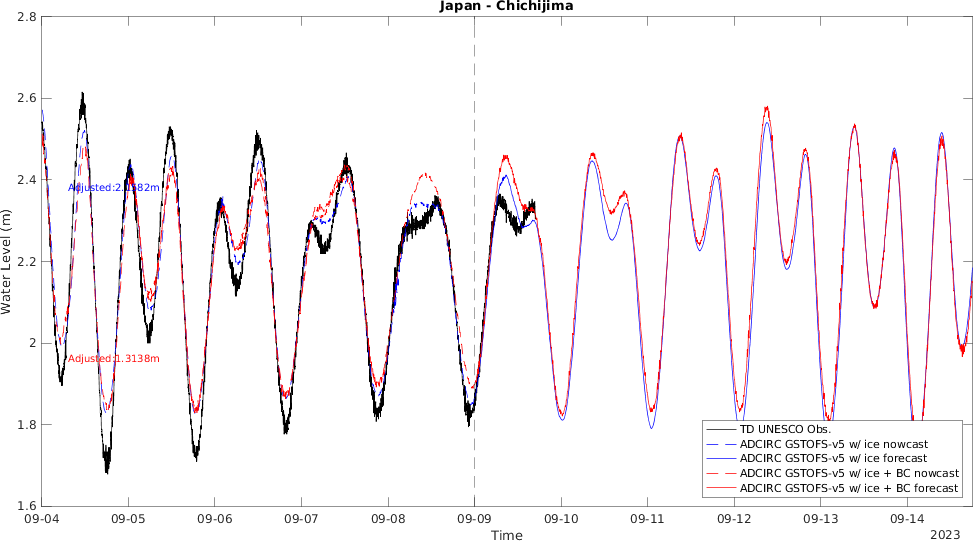 Japan - Chichijima
2.8
2.6
2.4
2.2
2
1.8
1.6
Water Level (m)
Adjusted:1.3138m
TD UNESCO Obs.
ADCIRC GSTOFS-v5 w/ ice nowcast
ADCIRC GSTOFS-v5 w/ ice forecast
ADCIRC GSTOFS-v5 w/ ice + BC nowcast
ADCIRC GSTOFS-v5 w/ ice + BC forecast
09-04 09-05 09-06 09-07 09-08 09-09 09-10 09-11 09-12 09-13 09-14
Time
2023